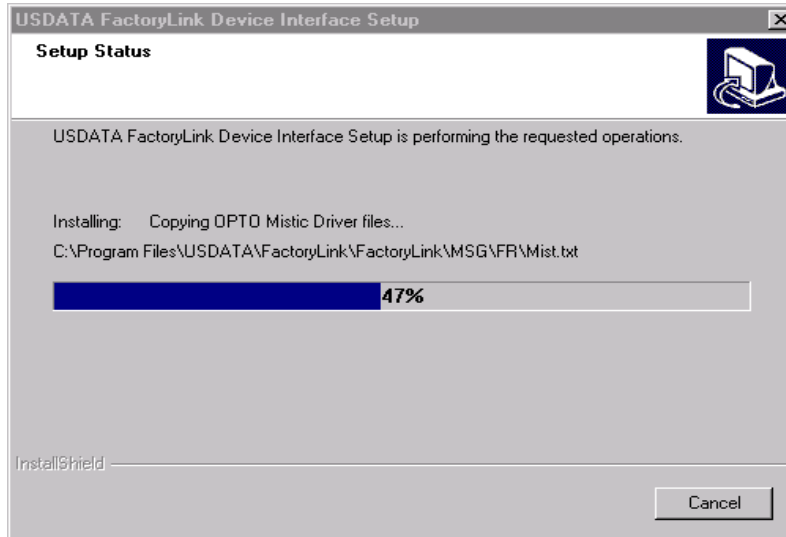 USDATA FactoryLink Device Interface Setup
Setup Status
USDATA FactoryLink Device Interface Setup is performing the requested operations.
Installing: Copying OPTO Mistic Driver files...
C:\Program Files\USDATA\FactoryLink\FactoryLink\MSG\FR\Mist.txt
47%
InstallShield
Cancel